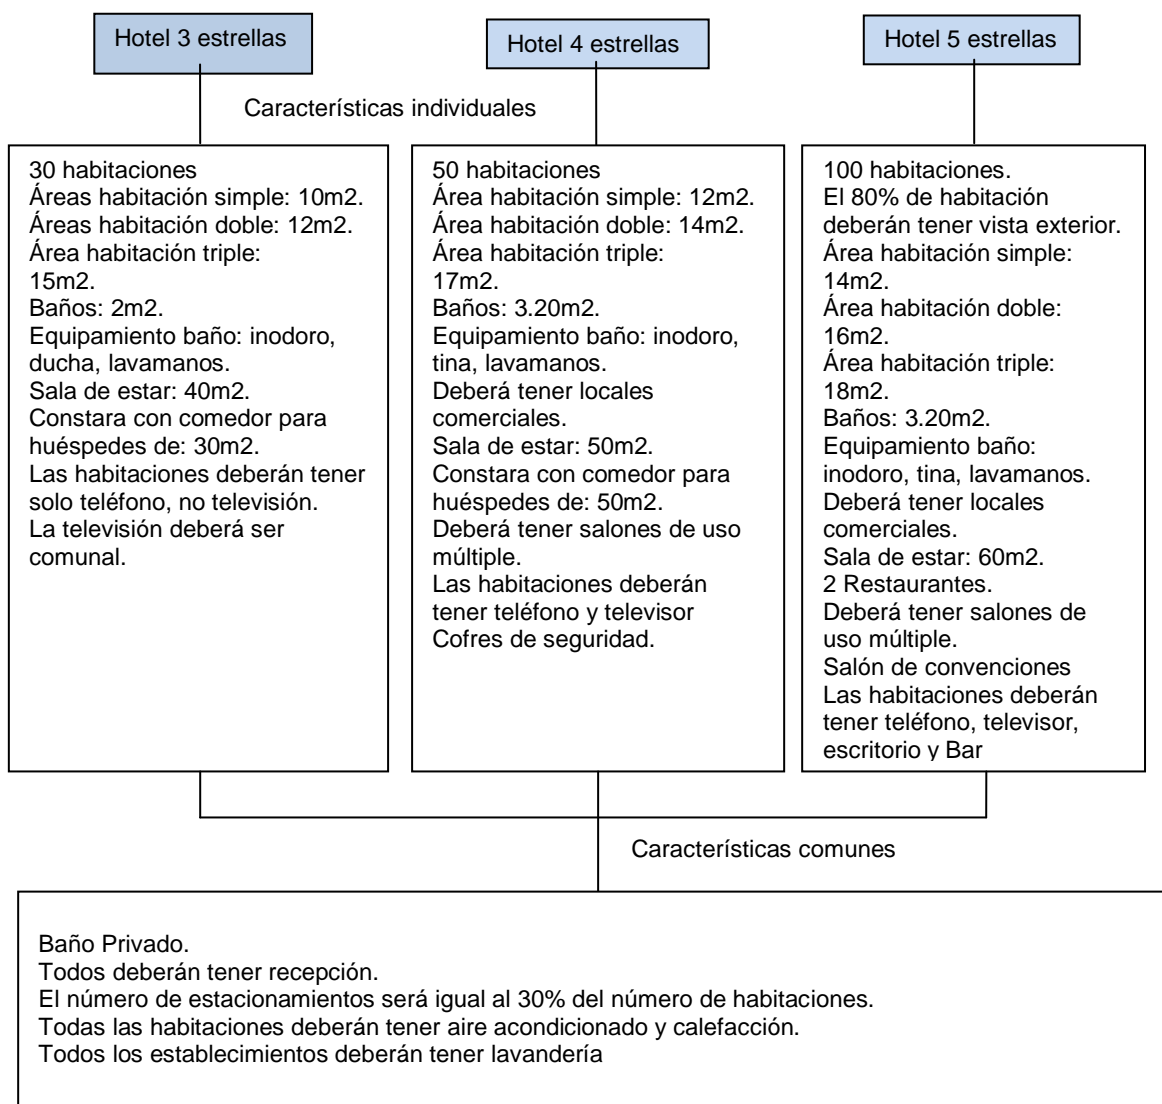 Hotel 3 estrellas
Hotel 4 estrellas
Hotel 5 estrellas
Características individuales
30 habitaciones
Áreas habitación simple: 10m2.
Áreas habitación doble: 12m2.
Área habitación triple:
15m2.
Baños: 2m2.
Equipamiento baño: inodoro,
ducha, lavamanos.
Sala de estar: 40m2.
Constara con comedor para
huéspedes de: 30m2.
Las habitaciones deberán tener
solo teléfono, no televisión.
La televisión deberá ser
comunal.
50 habitaciones
Área habitación simple: 12m2.
Área habitación doble: 14m2.
Área habitación triple:
17m2.
Baños: 3.20m2.
Equipamiento baño: inodoro,
tina, lavamanos.
Deberá tener locales
comerciales.
Sala de estar: 50m2.
Constara con comedor para
huéspedes de: 50m2.
Deberá tener salones de uso
múltiple.
Las habitaciones deberán
tener teléfono y televisor
Cofres de seguridad.
100 habitaciones.
El 80% de habitación
deberán tener vista exterior.
Área habitación simple:
14m2.
Área habitación doble:
16m2.
Área habitación triple:
18m2.
Baños: 3.20m2.
Equipamiento baño:
inodoro, tina, lavamanos.
Deberá tener locales
comerciales.
Sala de estar: 60m2.
2 Restaurantes.
Deberá tener salones de
uso múltiple.
Salón de convenciones
Las habitaciones deberán
tener teléfono, televisor,
escritorio y Bar
Características comunes
Baño Privado.
Todos deberán tener recepción.
El número de estacionamientos será igual al 30% del número de habitaciones.
Todas las habitaciones deberán tener aire acondicionado y calefacción.
Todos los establecimientos deberán tener lavandería